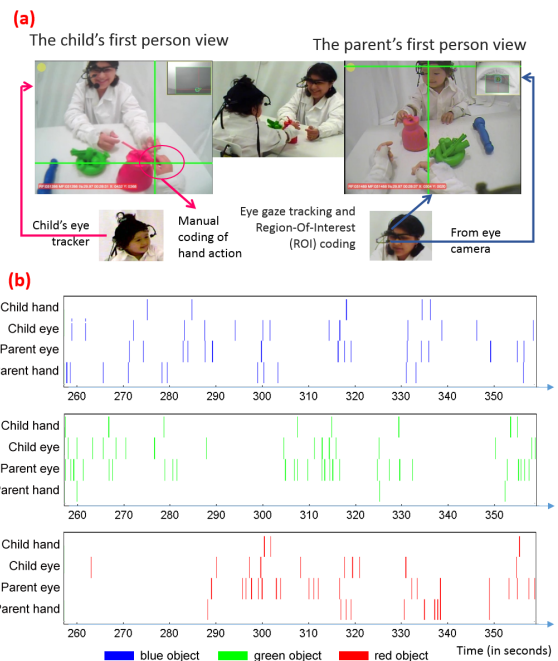 (a)
The child's first person view
The parent's first person view
Child's eye
tracker
Manual
coding of
hand action
Eye gaze tracking and
Region-Of-Interest
(ROI) coding
From eye
camera
(b)
Child hand
Child eye
Parent eye
arent hand
260 270 280 290 300 310 320 330 340 350
Child hand
Child eye
Parent eye
Parent hand
260 270 280 290 300 310 320 330 340 350
Child hand
Child eye
Parent eye
Parent hand
260 270 280 290 300 310 320 330 340 350
Time (in seconds)
blue object green object red object